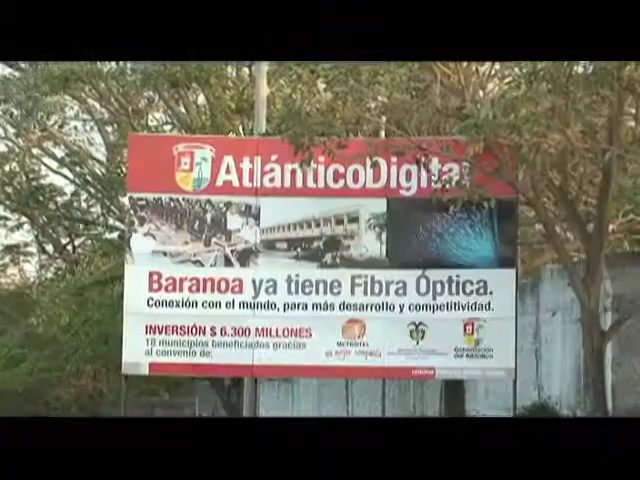 AtlánticoDigital
Baranoa ya tiene Fibra Óptica.
Conexión con el mundo, para más desarrollo y competitividad.
INVERSIÓN $ 6.300 MILLONES
18 municipios beneficiados gracias
al convenio de:
METROTEL
Gobernación
del Atlántico